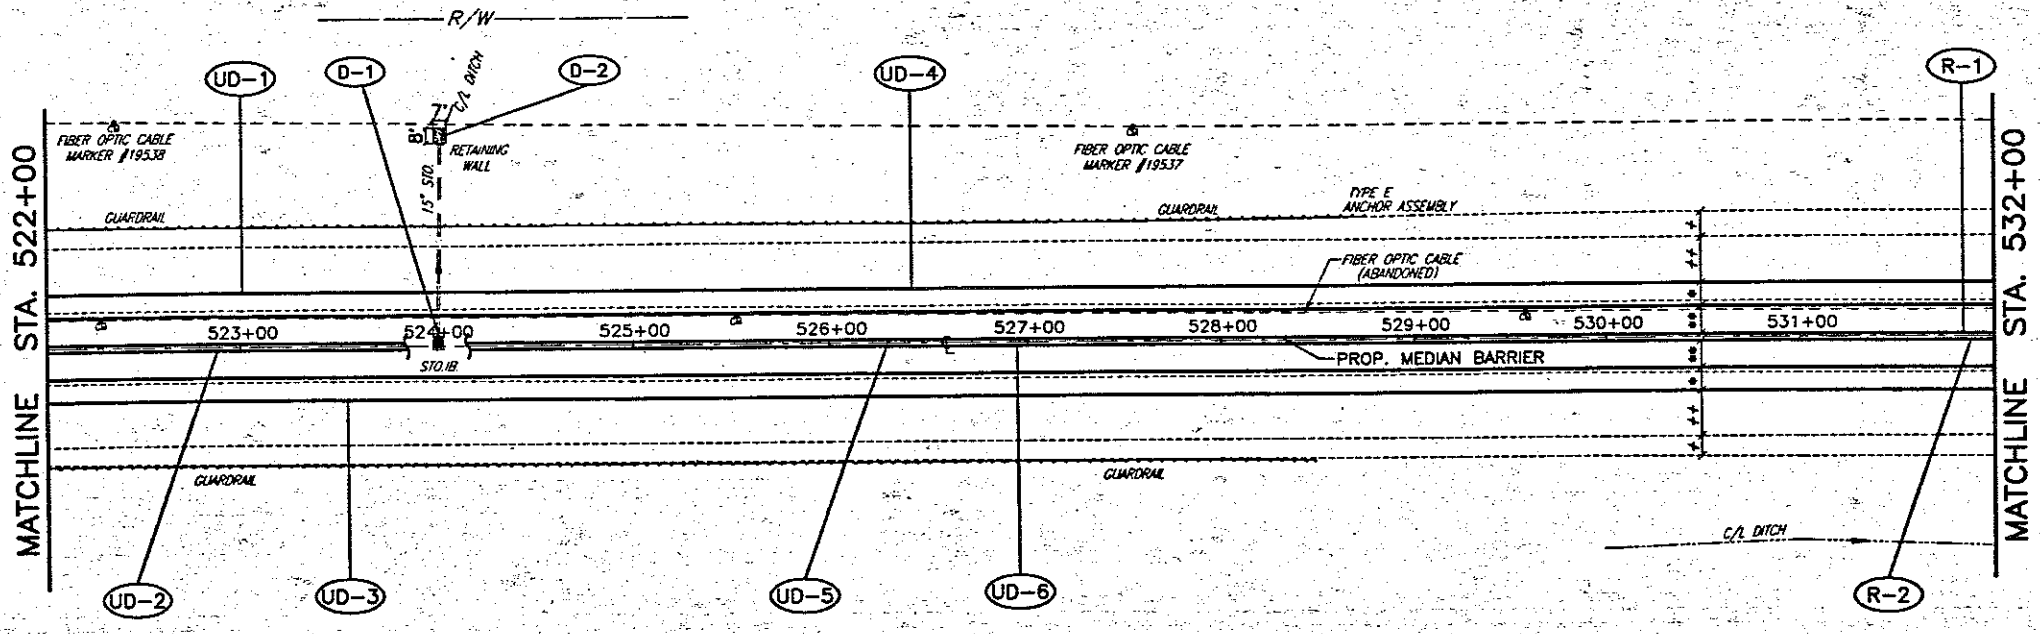 R/W
UD-1
D-1
C/L DITCH
D-2
UD-4
R-1
7'
8'
FIBER OPTIC CABLE
MARKER #19538
RETAINING
WALL
FIBER OPTIC CABLE
MARKER #19537
15" STO.
GUARDRAIL
GUARDRAIL
TYPE E
ANCHOR ASSEMBLY
FIBER OPTIC CABLE
(ABANDONED)
MATCHLINE STA. 522+00
MATCHLINE STA. 532+00
523+00
524+00
525+00
526+00
527+00
528+00
529+00
530+00
531+00
STO. IB.
PROP. MEDIAN BARRIER
GUARDRAIL
GUARDRAIL
C/L DITCH
UD-2
UD-3
UD-5
UD-6
R-2